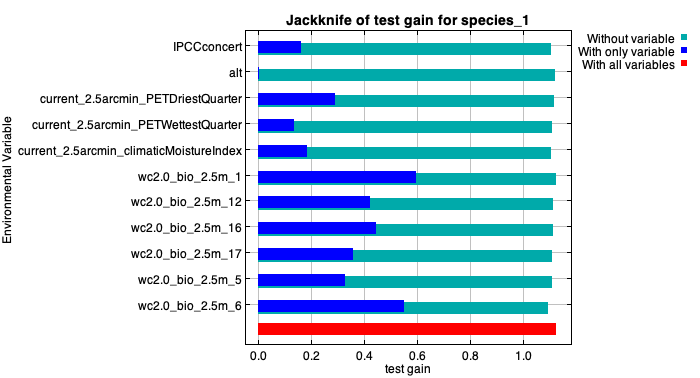 Jackknife of test gain for species_1
Without variable
With only variable
With all variables
Environmental Variable
IPCCconcert
alt
current_2.5arcmin_PETDriestQuarter
current_2.5arcmin_PETWettestQuarter
current_2.5arcmin_climaticMoistureIndex
wc2.0_bio_2.5m_1
wc2.0_bio_2.5m_12
wc2.0_bio_2.5m_16
wc2.0_bio_2.5m_17
wc2.0_bio_2.5m_5
wc2.0_bio_2.5m_6
0.0 0.2 0.4 0.6 0.8 1.0
test gain